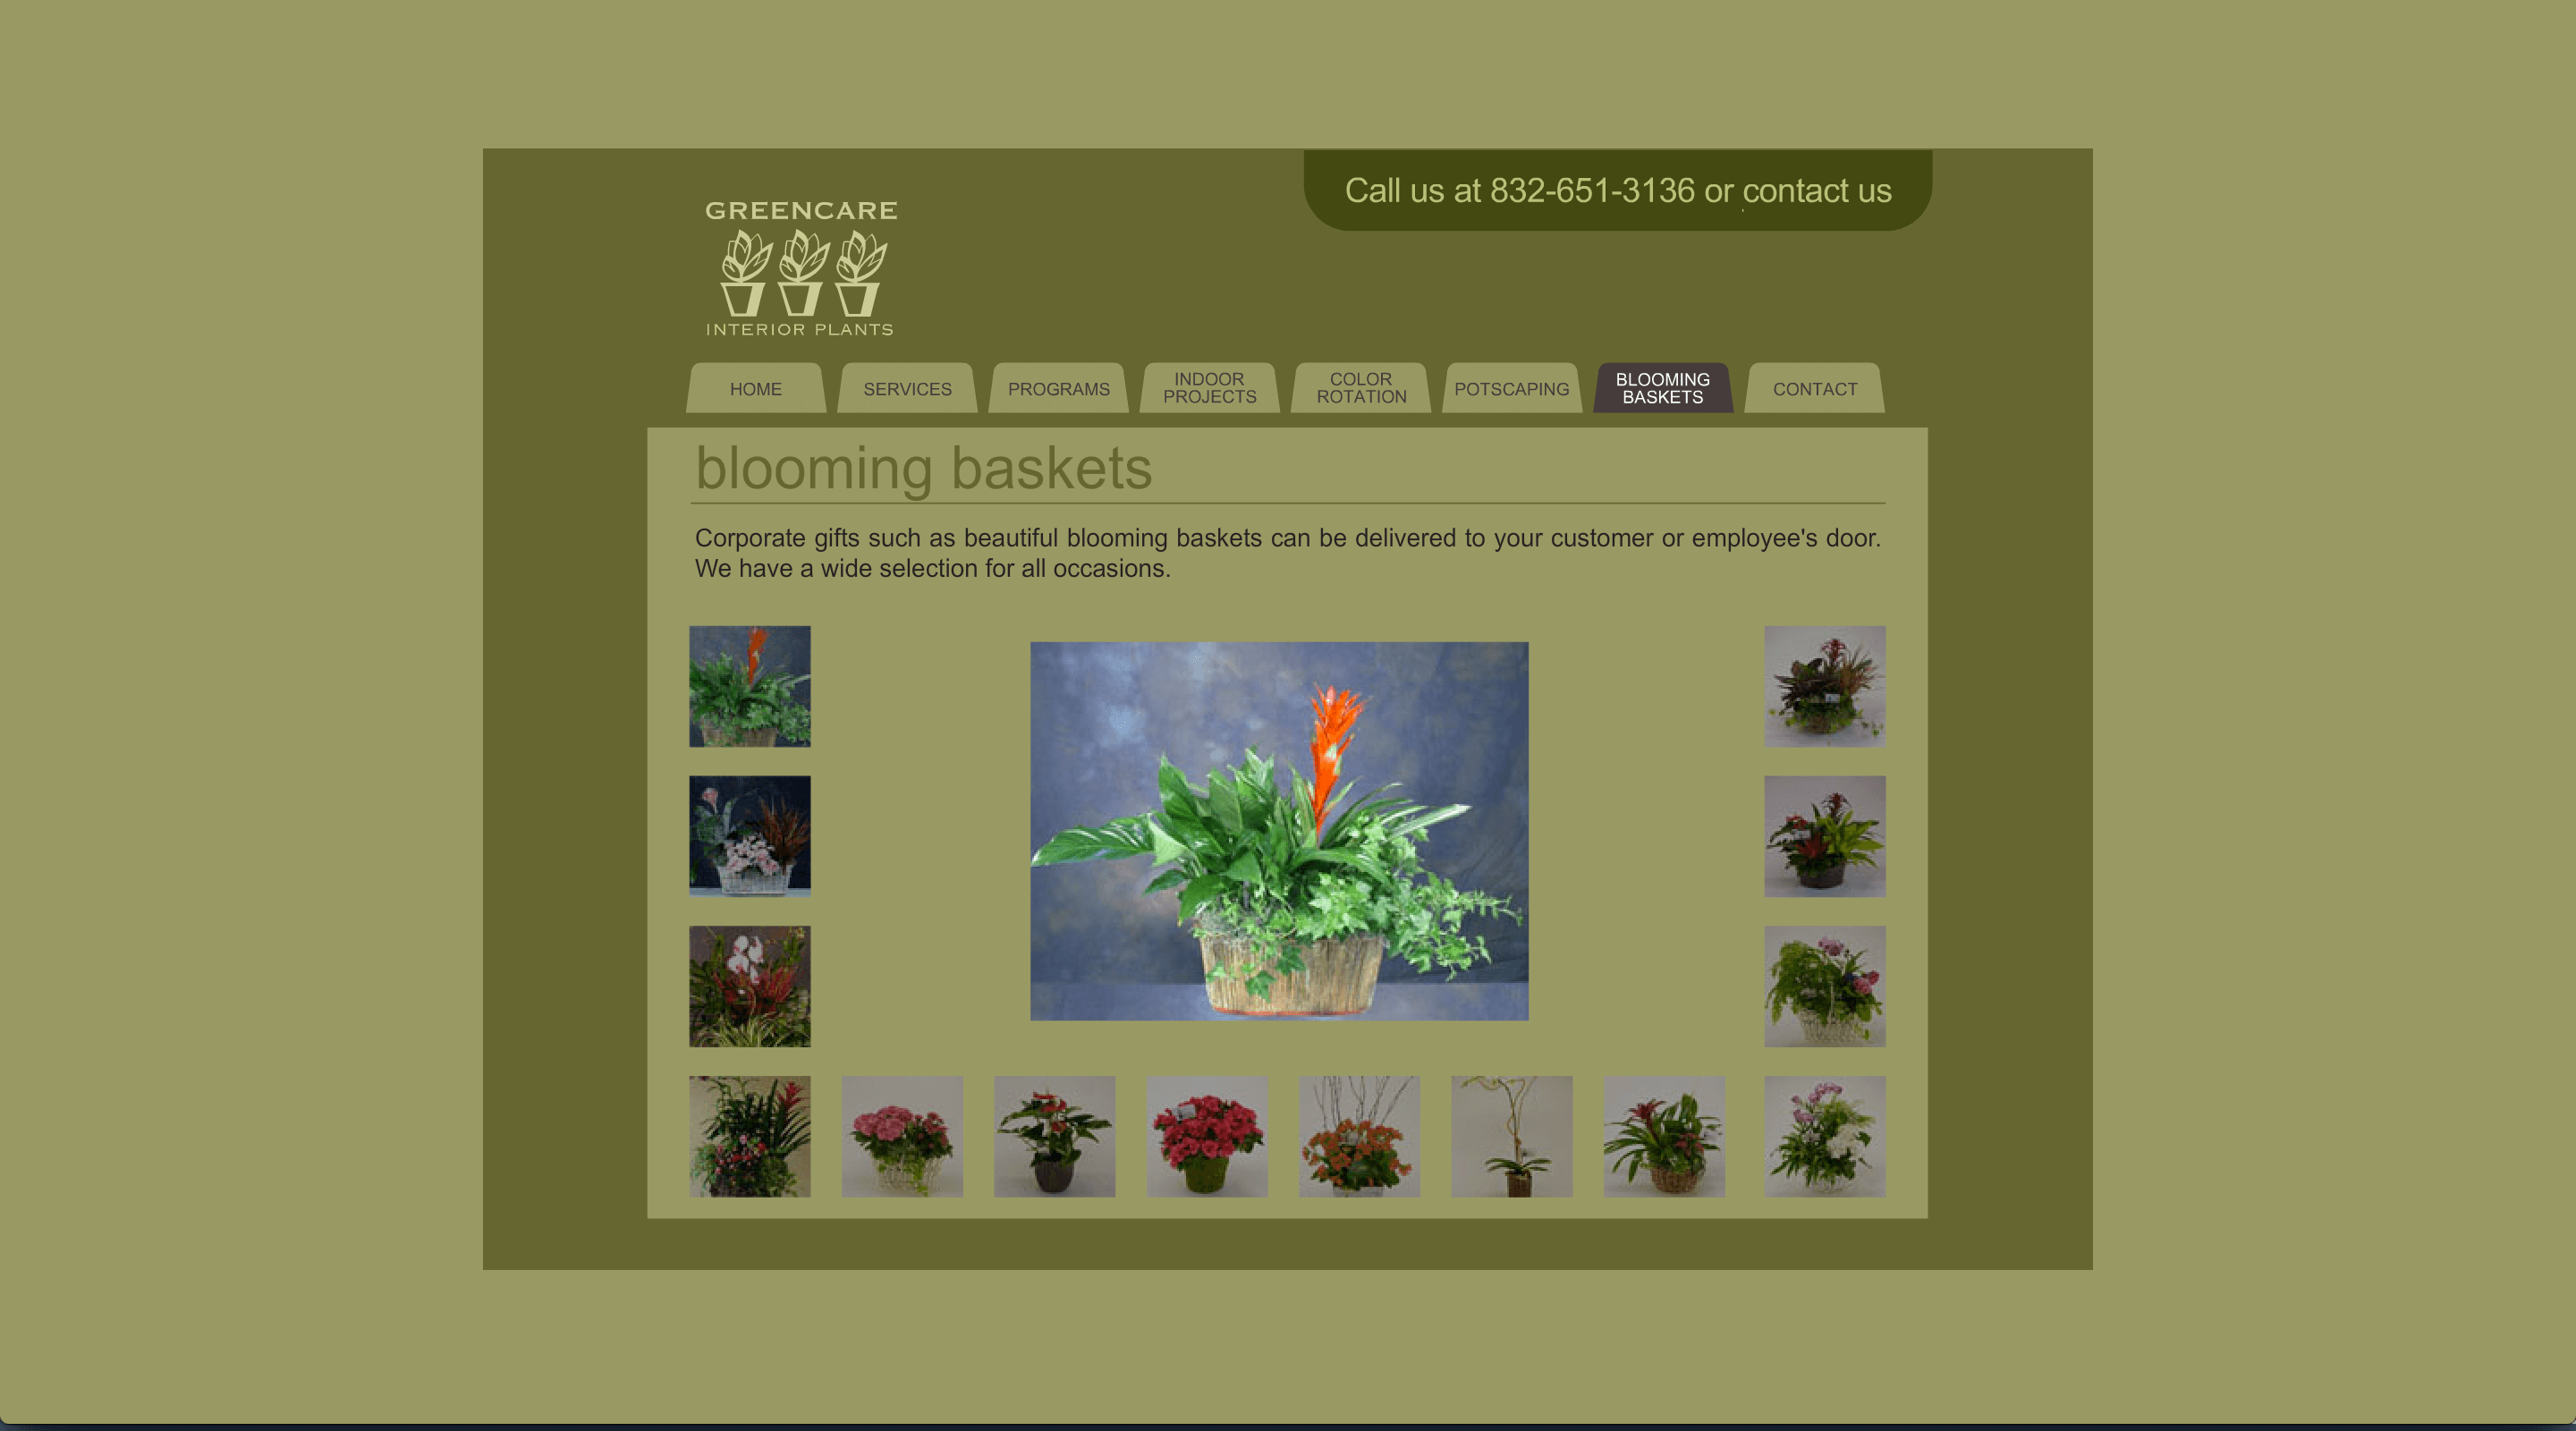 Call us at 832-651-3136 or contact us
GREENCARE
INTERIOR PLANTS
HOME
SERVICES
PROGRAMS
INDOOR
PROJECTS
COLOR
ROTATION
POTSCAPING
BLOOMING
BASKETS
CONTACT
blooming baskets
Corporate gifts such as beautiful blooming baskets can be delivered to your customer or employee's door.
We have a wide selection for all occasions.